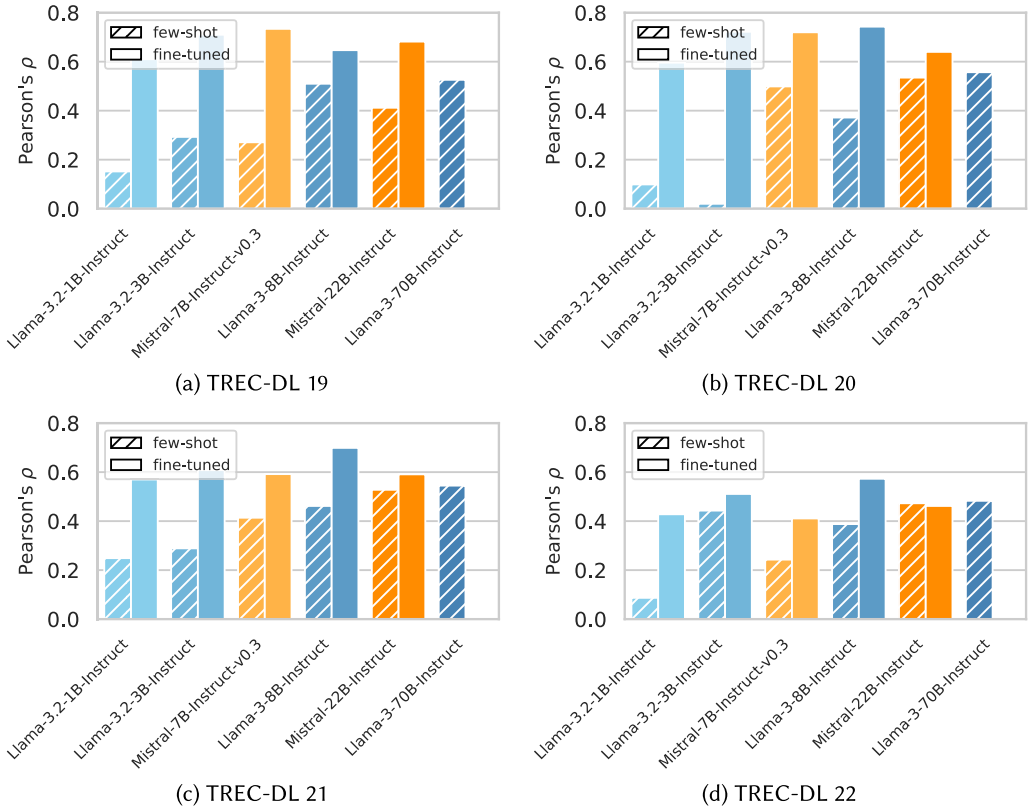 0.8
0.6
0.4
0.2
0.0
Pearson's ρ
few-shot
fine-tuned
Llama-3.2-1B-Instruct
Llama-3.2-3B-Instruct
Mistral-7B-Instruct-v0.3
Llama-3-8B-Instruct
Mistral-22B-Instruct
Llama-3-70B-Instruct
(a) TREC-DL 19
0.8
0.6
0.4
0.2
0.0
Pearson's ρ
few-shot
fine-tuned
Llama-3.2-1B-Instruct
Llama-3.2-3B-Instruct
Mistral-7B-Instruct-v0.3
Llama-3-8B-Instruct
Mistral-22B-Instruct
Llama-3-70B-Instruct
(b) TREC-DL 20
0.8
0.6
0.4
0.2
0.0
Pearson's ρ
few-shot
fine-tuned
Llama-3.2-1B-Instruct
Llama-3.2-3B-Instruct
Mistral-7B-Instruct-v0.3
Llama-3-8B-Instruct
Mistral-22B-Instruct
Llama-3-70B-Instruct
(c) TREC-DL 21
0.8
0.6
0.4
0.2
0.0
Pearson's ρ
few-shot
fine-tuned
Llama-3.2-1B-Instruct
Llama-3.2-3B-Instruct
Mistral-7B-Instruct-v0.3
Llama-3-8B-Instruct
Mistral-22B-Instruct
Llama-3-70B-Instruct
(d) TREC-DL 22